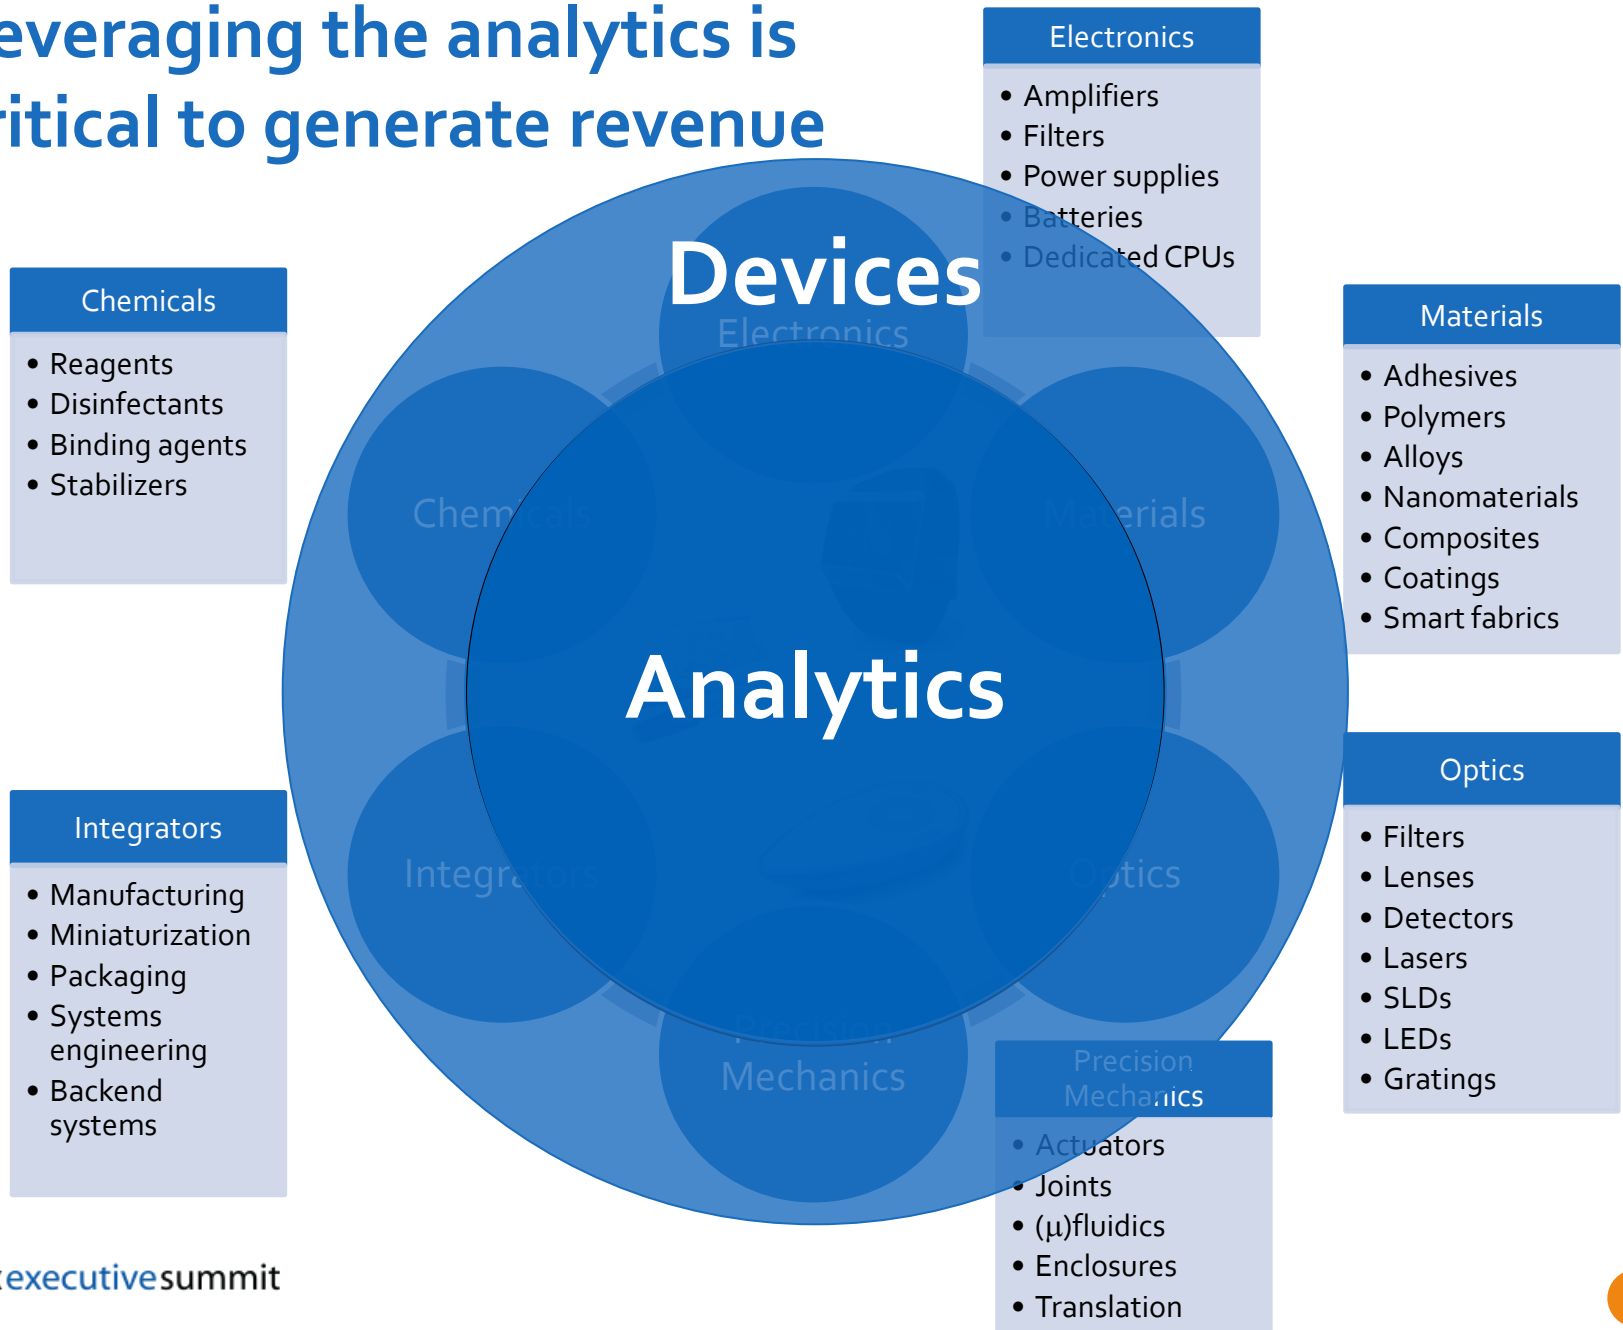 everaging the analytics is
ritical to generate revenue
Electronics
• Amplifiers
• Filters
• Power supplies
• Batteries
• Dedicated CPUs
Chemicals
• Reagents
• Disinfectants
• Binding agents
• Stabilizers
Devices
Electronics
Chemicals
Materials
Analytics
Integrators
Optics
Precision
Mechanics
Materials
• Adhesives
• Polymers
• Alloys
• Nanomaterials
• Composites
• Coatings
• Smart fabrics
Integrators
• Manufacturing
• Miniaturization
• Packaging
• Systems
engineering
• Backend
systems
Optics
• Filters
• Lenses
• Detectors
• Lasers
• SLDs
• LEDs
• Gratings
Precision
Mechanics
• Actuators
• Joints
• (μ)fluidics
• Enclosures
• Translation
executivesummit